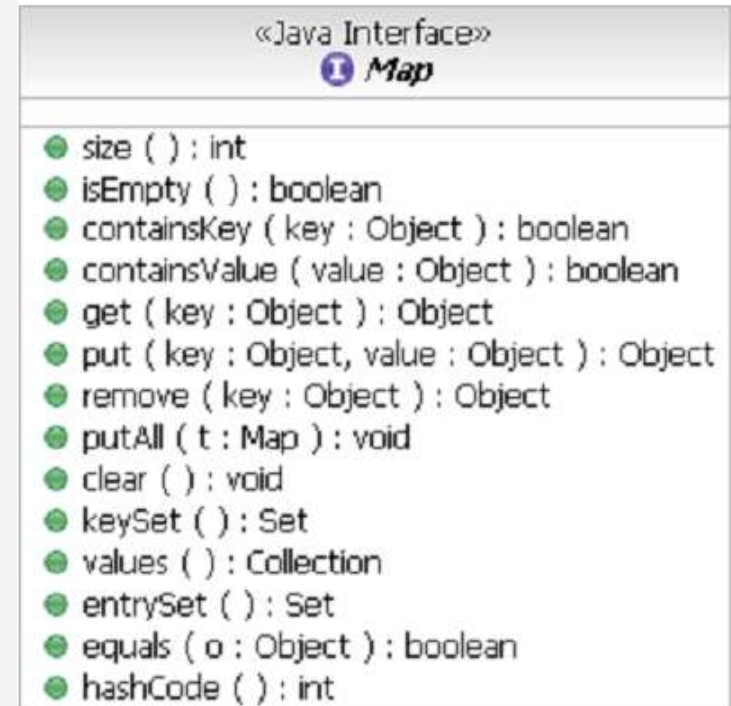 «Java Interface»
I Map
size ( ) : int
isEmpty ( ) : boolean
containsKey ( key : Object ) : boolean
containsValue ( value : Object ) : boolean
get ( key : Object ) : Object
put ( key : Object, value : Object ) : Object
remove ( key : Object ) : Object
putAll ( t : Map ) : void
clear ( ) : void
keySet ( ) : Set
values ( ) : Collection
entrySet ( ) : Set
equals ( o : Object ) : boolean
hashCode ( ) : int